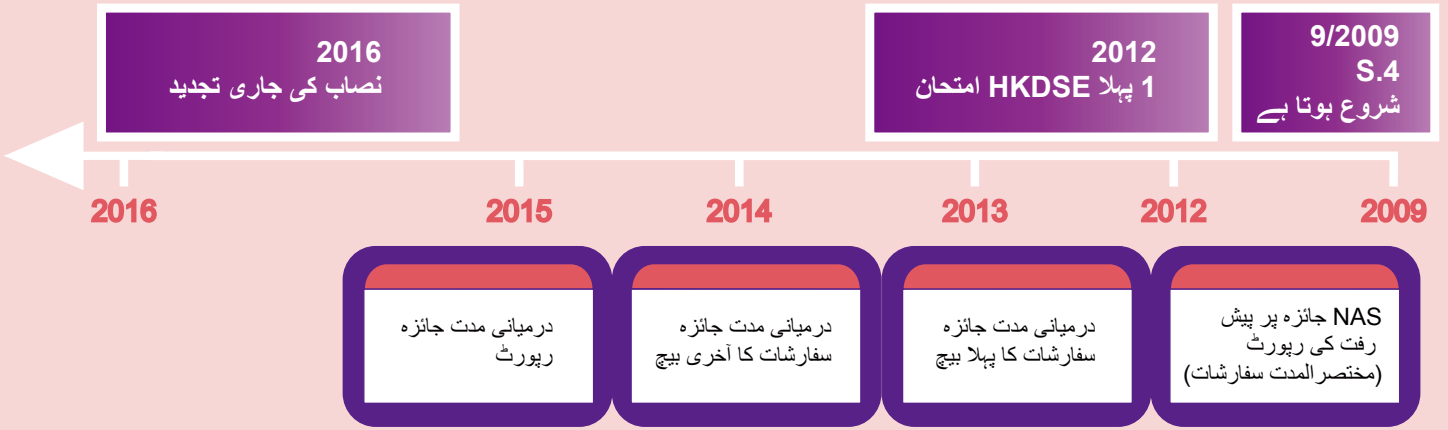 9/2009
S.4
شروع ہوتا ہے
2012
1 پہلا HKDSE امتحان
2016
نصاب کی جاری تجدید
2009
2012
2013
2014
2015
2016
NAS جائزہ پر پیش
رفت کی رپورٹ
(مختصرالمدت سفارشات)
درمیانی مدت جائزہ
سفارشات کا پہلا بیچ
درمیانی مدت جائزہ
سفارشات کا آخری بیچ
درمیانی مدت جائزہ
رپورٹ